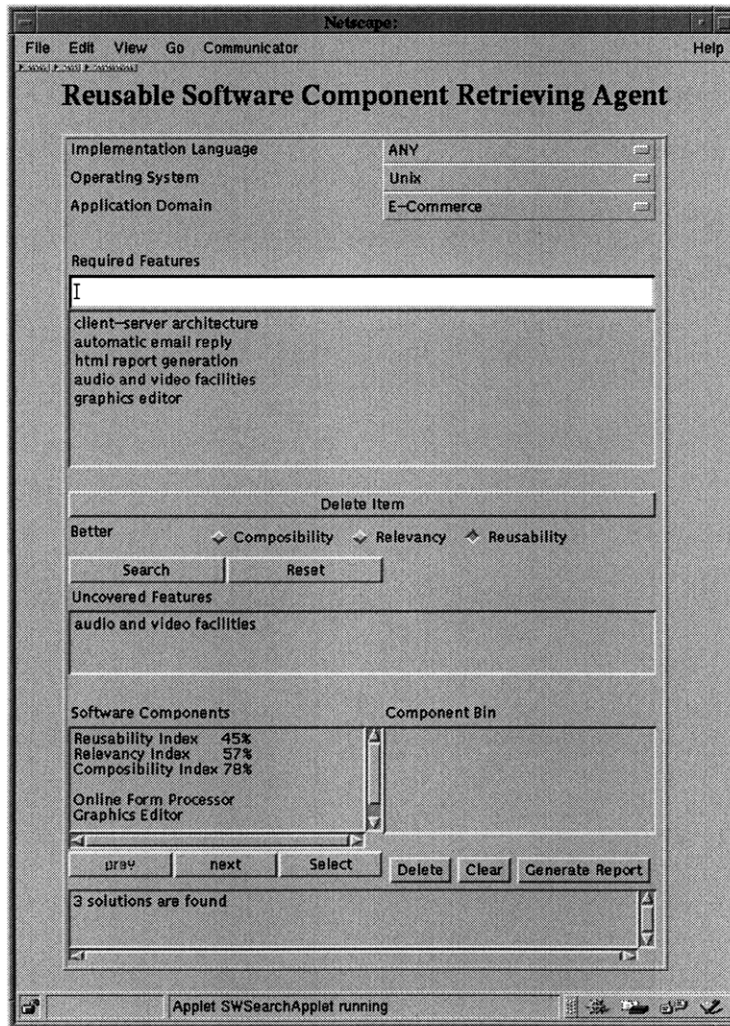 Netscape:
File Edit View Go Communicator Help
Reusable Software Component Retrieving Agent
Implementation Language ANY
Operating System Unix
Application Domain E-Commerce
Required Features
client-server architecture
automatic email reply
html report generation
audio and video facilities
graphics editor
Delete Item
Better Composibility Relevancy Reusability
Search Reset
Uncovered Features
audio and video facilities
Software Components Component Bin
Reusability Index 45%
Relevancy Index 57%
Composibility Index 78%
Online Form Processor
Graphics Editor
next Select Delete Clear Generate Report
3 solutions are found
Applet SWSearchApplet running